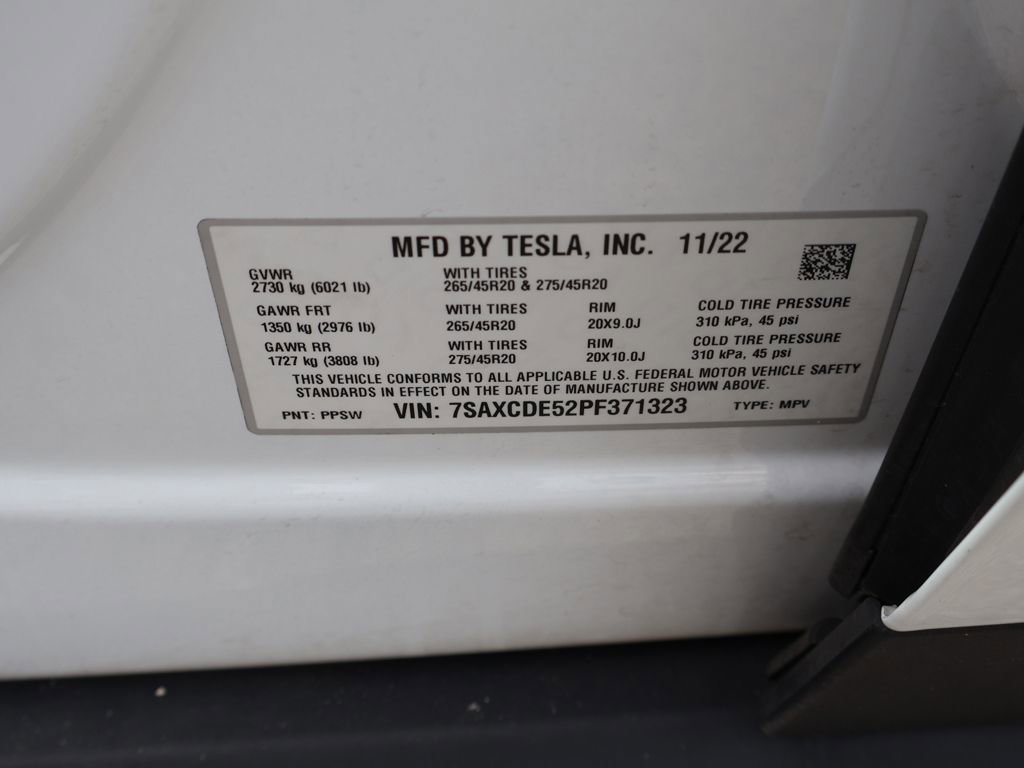 MFD BY TESLA, INC. 11/22
GVWR WITH TIRES
2730 kg (6021 lb) 265/45R20 & 275/45R20
GAWR FRT WITH TIRES RIM COLD TIRE PRESSURE
1350 kg (2976 lb) 265/45R20 20X9.0J 310 kPa, 45 psi
GAWR RR WITH TIRES RIM COLD TIRE PRESSURE
1727 kg (3808 lb) 275/45R20 20X10.0J 310 kPa, 45 psi
THIS VEHICLE CONFORMS TO ALL APPLICABLE U.S. FEDERAL MOTOR VEHICLE SAFETY
STANDARDS IN EFFECT ON THE DATE OF MANUFACTURE SHOWN ABOVE.
PNT: PPSW VIN: 7SAXCDE52PF371323 TYPE: MPV